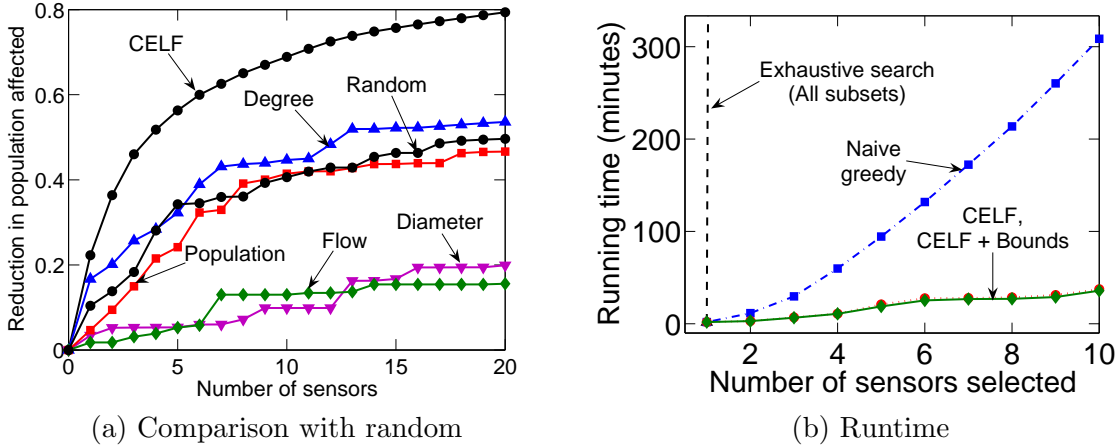 0.8
0.6
0.4
0.2
0
Reduction in population affected
CELF
Degree
Random
Population
Flow
Diameter
0
5
10
15
20
Number of sensors
(a) Comparison with random
300
200
100
0
Running time (minutes)
Exhaustive search
(All subsets)
Naive
greedy
CELF,
CELF + Bounds
2
4
6
8
10
Number of sensors selected
(b) Runtime